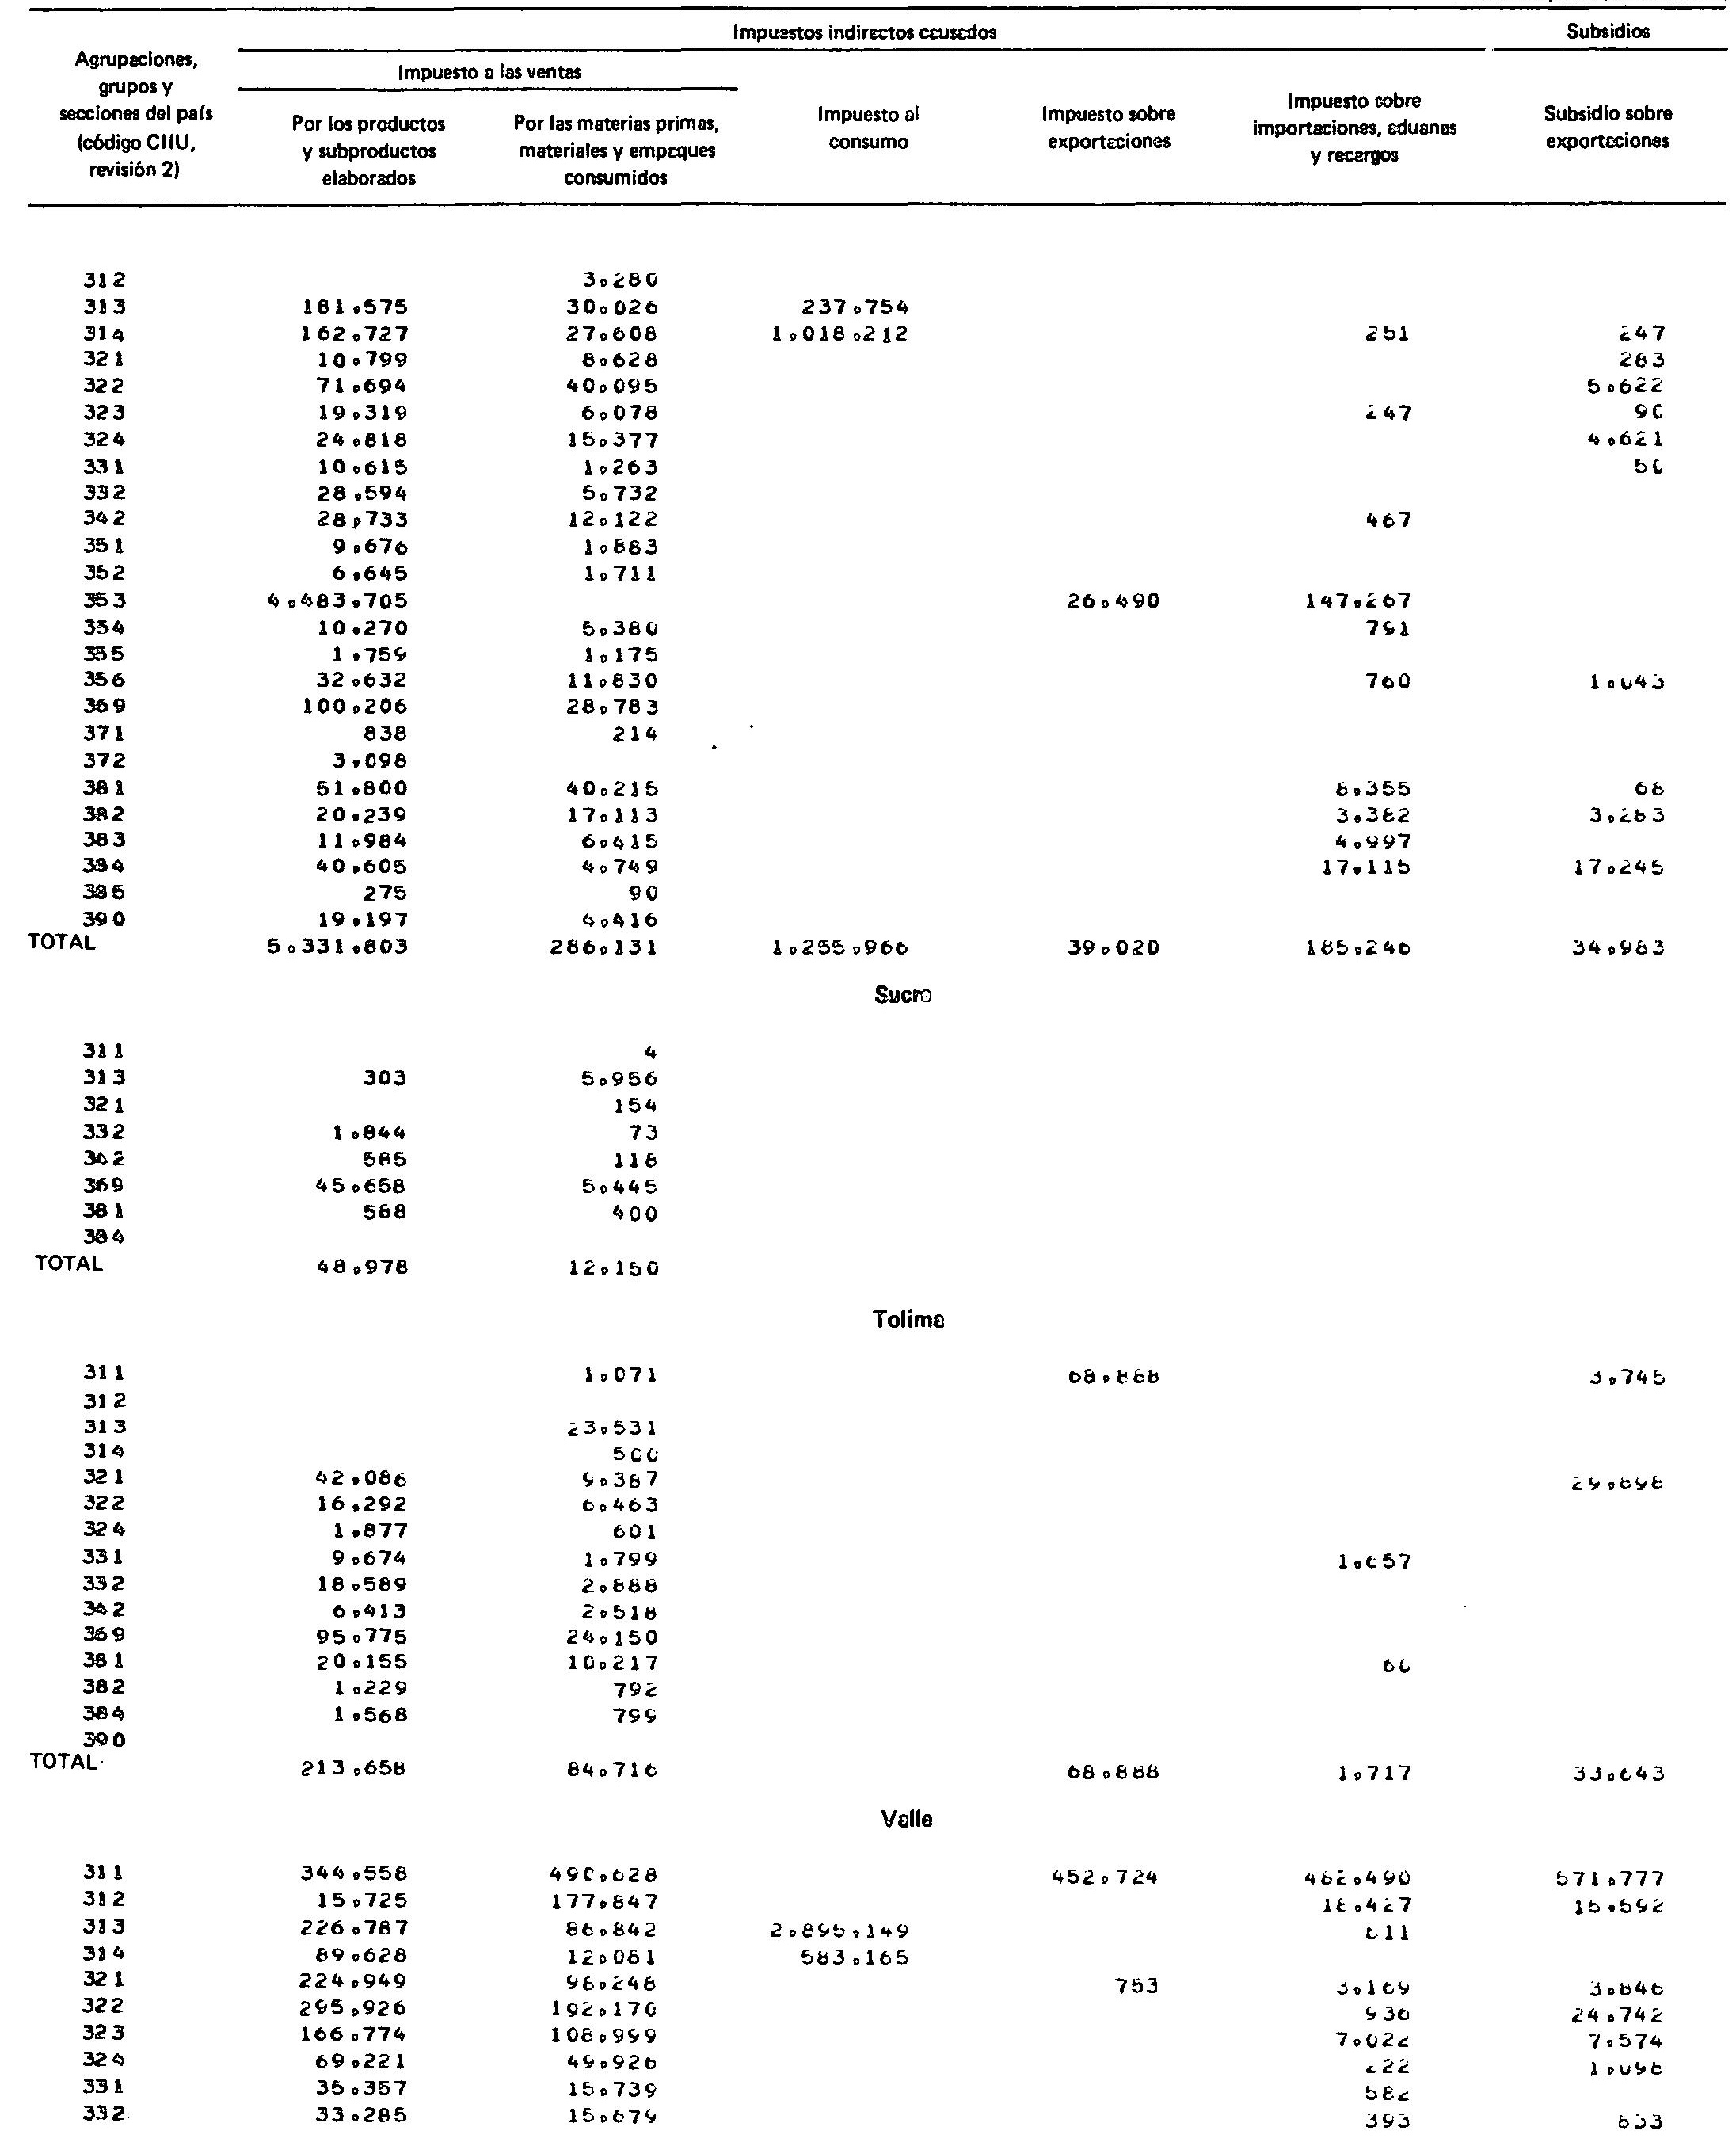 Impuestos indirectos causados Subsidios
Agrupaciones, grupos y secciones del país (código CIIU, revisión 2)
Impuesto a las ventas
Por los productos y subproductos elaborados
Por las materias primas, materiales y empaques consumidos
Impuesto al consumo
Impuesto sobre exportaciones
Impuesto sobre importaciones, aduanas y recargos
Subsidio sobre exportaciones
312 3.280
313 181.575 30.026 237.754
314 162.727 27.608 1.018.212 251 247
321 10.799 8.628 283
322 71.694 40.095 5.622
323 19.319 6.078 247 90
324 24.818 15.377 4.621
331 10.615 1.263 50
332 28.594 5.732
342 28.733 12.122 467
351 9.676 1.883
352 6.645 1.711
353 4.483.705 26.490 147.267
354 10.270 5.380 791
355 1.759 1.175
356 32.632 11.830 760
369 100.206 28.783
371 838 214
372 3.098
381 51.800 40.215 8.355 68
382 20.239 17.113 3.382 3.283
383 11.984 6.415 4.997
384 40.605 4.749 17.115 17.245
385 275 90
390 19.197 4.416
TOTAL 5.331.803 286.131 1.255.966 39.020 185.246 34.983
Sucre
311 4
313 303 5.956
321 154
332 1.844 73
342 585 118
369 45.658 5.445
381 588 400
384
TOTAL 48.978 12.150
Tolima
311 1.071 68.888 3.745
312
313 23.531
314 500
321 42.086 9.387 29.898
322 16.292 6.463
324 1.877 601
331 9.674 1.799 1.657
332 18.589 2.888
342 6.413 2.518
369 95.775 24.150
381 20.155 10.217 60
382 1.229 792
384 1.568 799
390
TOTAL 213.658 84.716 68.888 1.717 33.643
Valle
311 344.558 490.628 452.724 462.490 571.777
312 15.725 177.847 18.427 15.592
313 226.787 86.842 2.895.149
314 89.628 12.081 583.165
321 224.949 98.248 753 3.169 3.846
322 295.926 192.170 936 24.742
323 166.774 108.999 7.022 7.574
324 69.221 49.926 222 1.098
331 35.357 15.739 582
332 33.285 15.679 393